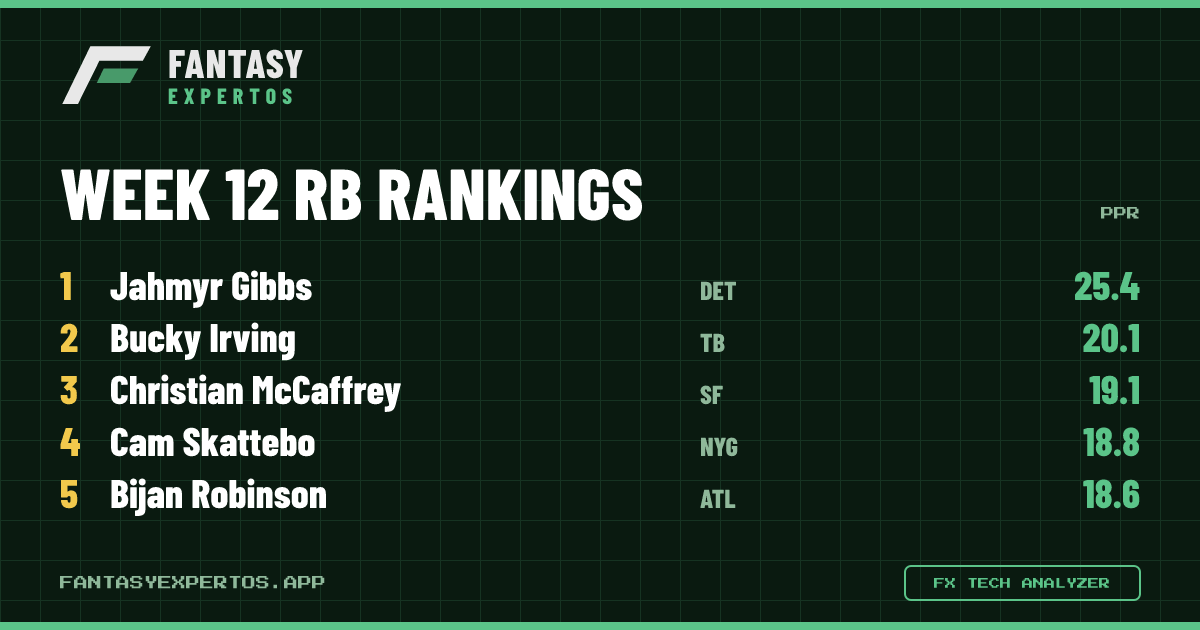 FANTASY
EXPERTOS
WEEK 12 RB RANKINGS
PPR
1 Jahmyr Gibbs DET 25.4
2 Bucky Irving TB 20.1
3 Christian McCaffrey SF 19.1
4 Cam Skattebo NYG 18.8
5 Bijan Robinson ATL 18.6
FANTASYEXPERTOS.APP
FX TECH ANALYZER